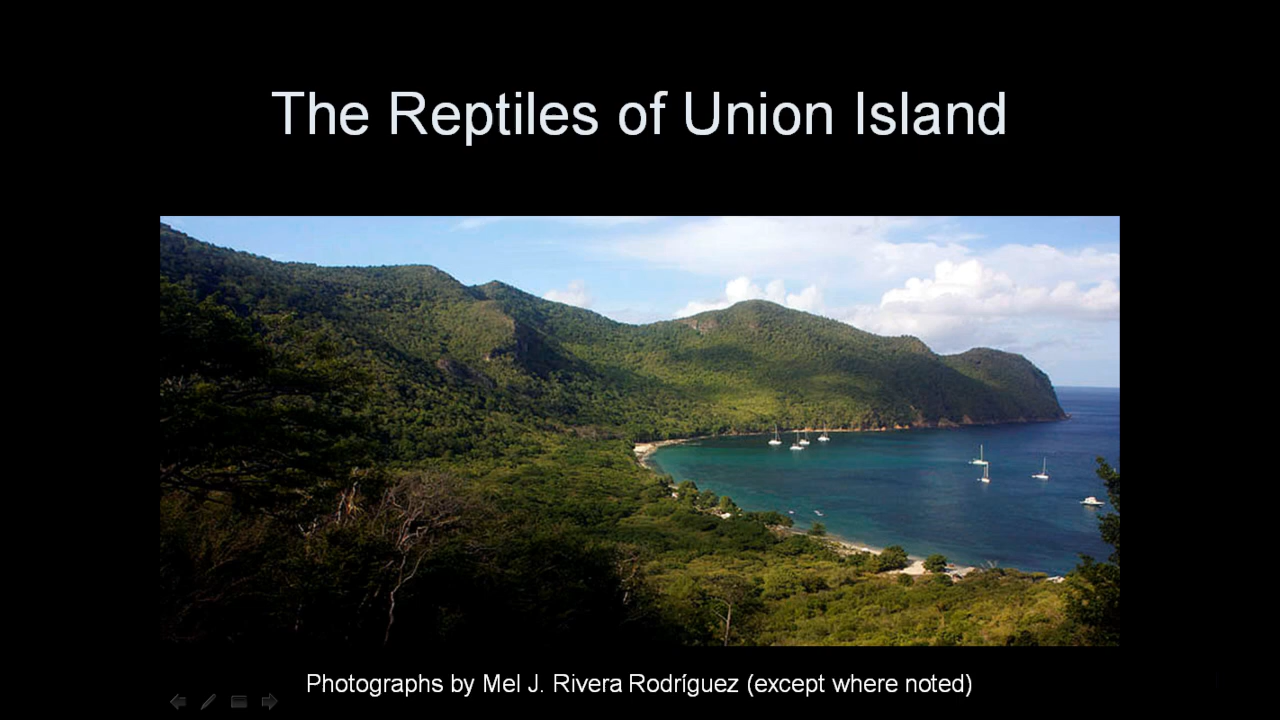 The Reptiles of Union Island
Photographs by Mel J. Rivera Rodríguez (except where noted)